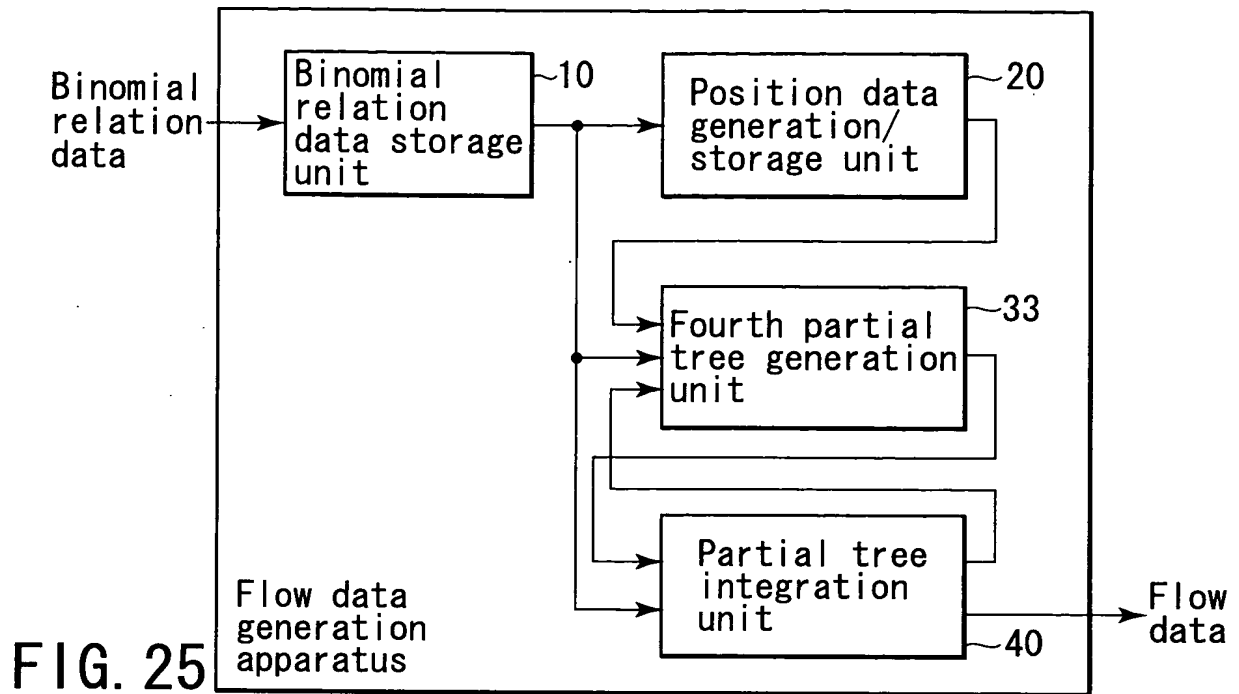 Binomial
relation
data
Binomial
relation
data storage
unit
10
Position data
generation/
storage unit
20
Fourth partial
tree generation
unit
33
Partial tree
integration
unit
40
Flow data
generation
apparatus
Flow
data
FIG. 25